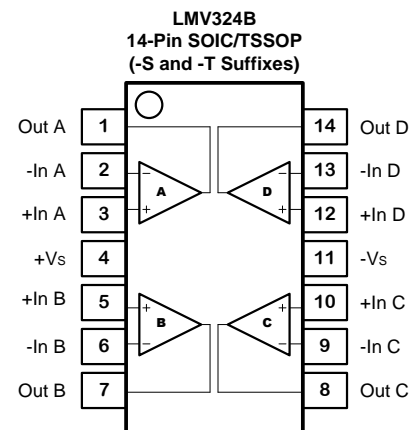 LMV324B
14-Pin SOIC/TSSOP
(-S and -T Suffixes)
Out A 1 14 Out D
-In A 2 − − 13 -In D
A D
+In A 3 + + 12 +In D
+Vs 4 11 -Vs
+In B 5 + + 10 +In C
B C
-In B 6 − − 9 -In C
Out B 7 8 Out C